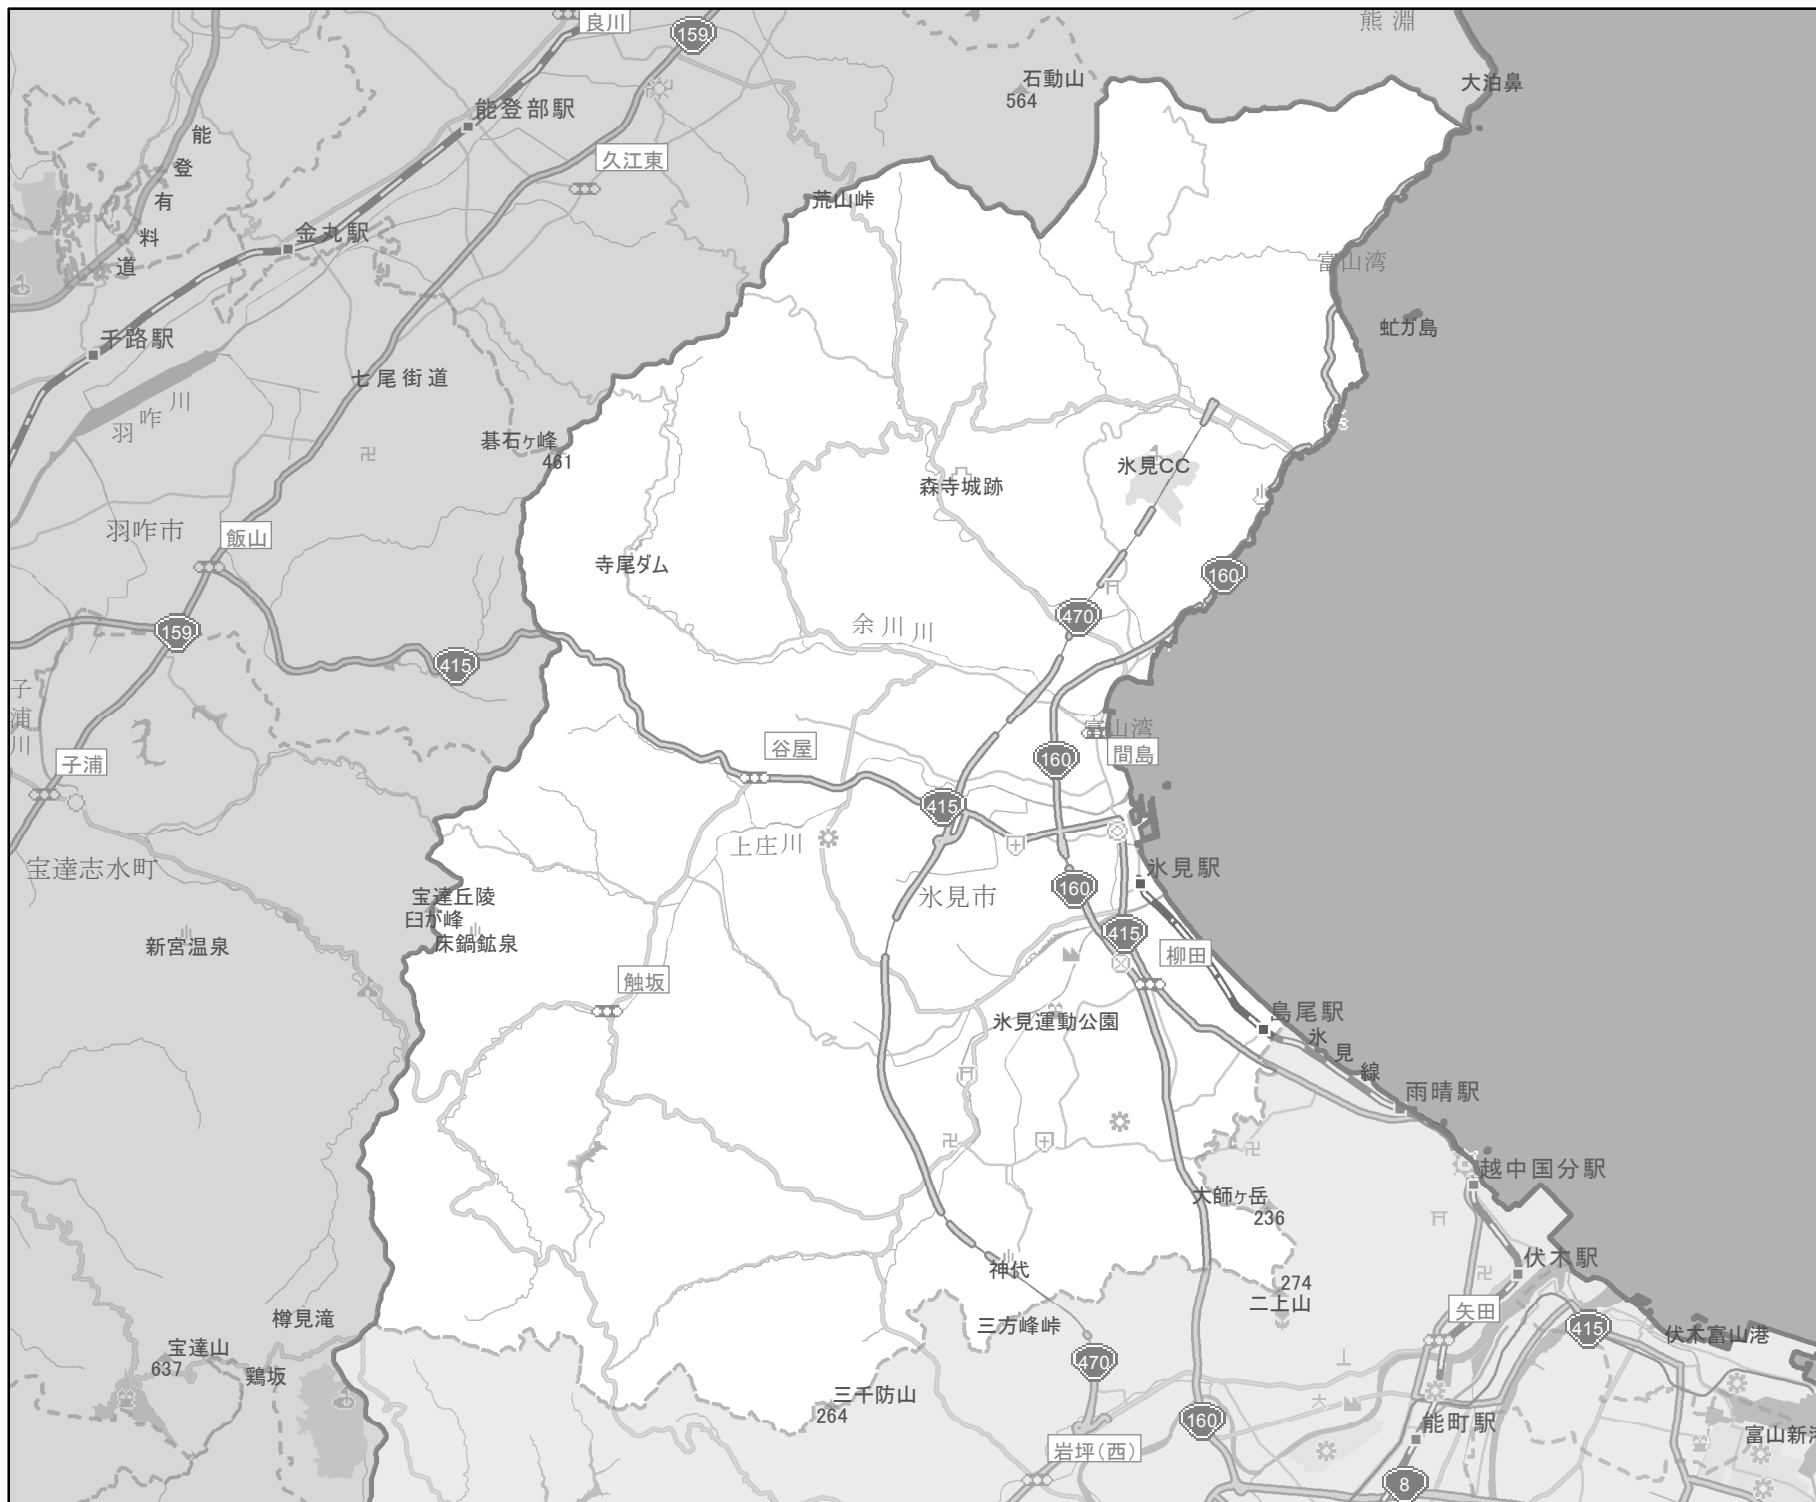 良川
159
熊淵
石動山
564
大泊鼻
能登部駅
能登有料道
久江東
荒山峠
金丸駅
富山湾
千路駅
虻ガ島
七尾街道
羽咋川
碁石ヶ峰
461
氷見CC
森寺城跡
羽咋市
飯山
寺尾ダム
160
470
余川川
159
415
子浦川
富山湾
谷屋
間島
子浦
160
415
上庄川
氷見駅
宝達志水町
160
宝達丘陵
氷見市
臼が峰
415
床鍋鉱泉
新宮温泉
柳田
触坂
島尾駅
氷見運動公園
氷見線
雨晴駅
越中国分駅
大師ヶ岳
236
伏木駅
神代
274
二上山
矢田
樽見滝
三方峰峠
415
伏木富山港
宝達山
637
470
鶏坂
三千防山
264
160
能町駅
岩坪(西)
富山新港
8